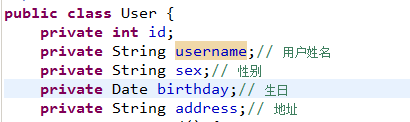 public class User {
    private int id;
    private String username;// 用户姓名
    private String sex;// 性别
    private Date birthday;// 生日
    private String address;// 地址